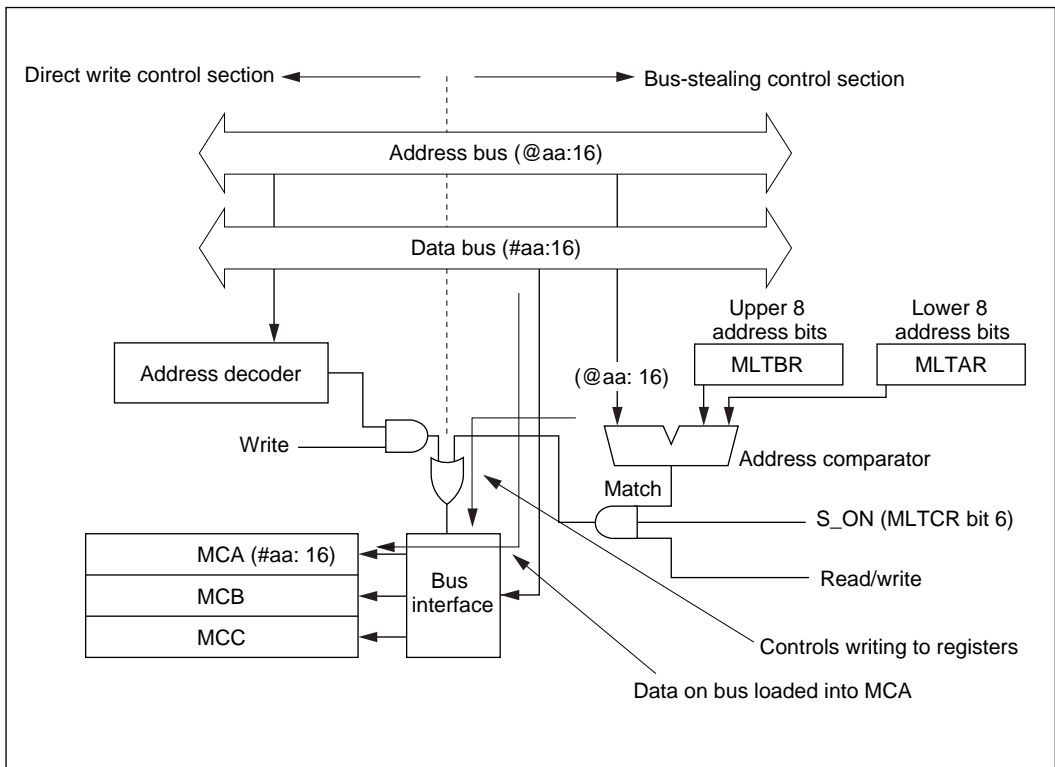 Direct write control section
Bus-stealing control section
Address bus (@aa:16)
Data bus (#aa:16)
Upper 8
address bits
Lower 8
address bits
MLTBR
MLTAR
Address decoder
(@aa: 16)
Write
Address comparator
Match
S_ON (MLTCR bit 6)
MCA (#aa: 16)
Bus
interface
Read/write
MCB
MCC
Controls writing to registers
Data on bus loaded into MCA